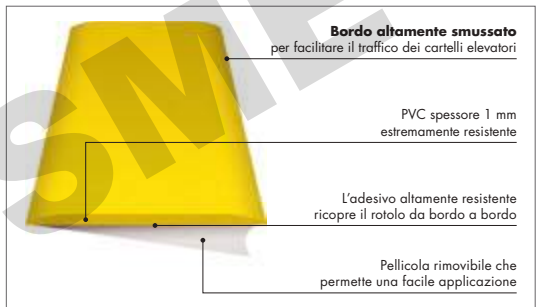 Bordo altamente smussato
per facilitare il traffico dei cartelli elevatori
PVC spessore 1 mm
estremamente resistente
L'adesivo altamente resistente
ricopre il rotolo da bordo a bordo
Pellicola rimovibile che
permette una facile applicazione
SME